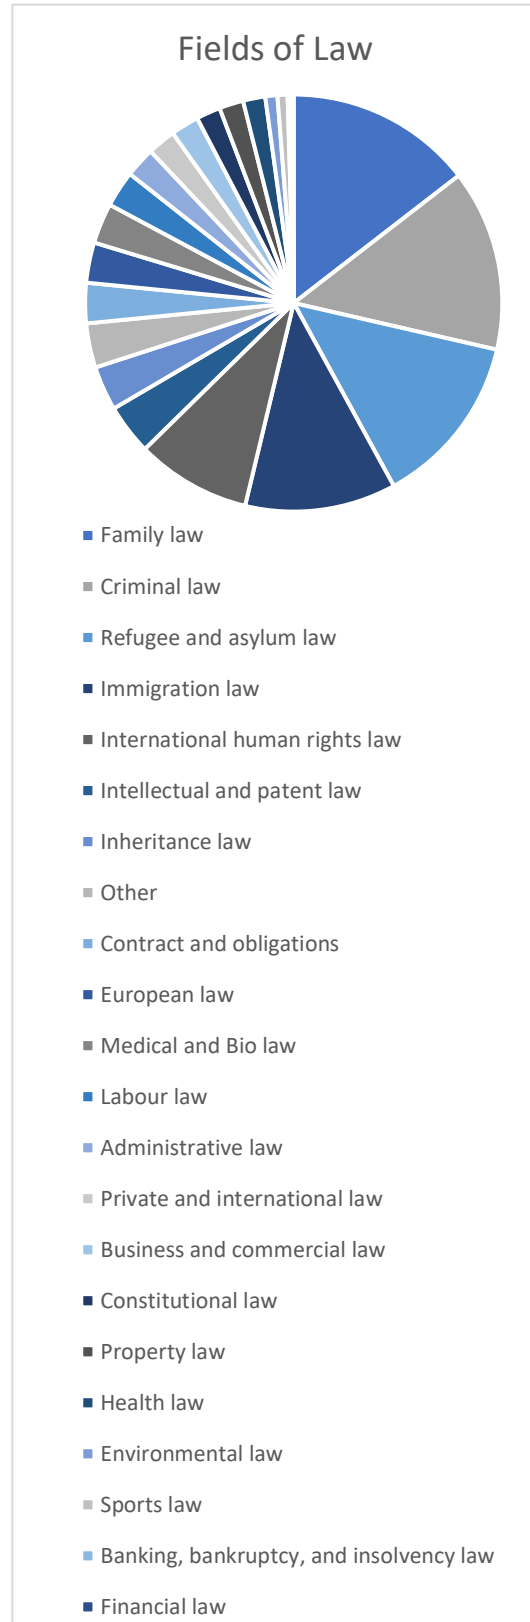 Fields of Law
Family law
Criminal law
Refugee and asylum law
Immigration law
International human rights law
Intellectual and patent law
Inheritance law
Other
Contract and obligations
European law
Medical and Bio law
Labour law
Administrative law
Private and international law
Business and commercial law
Constitutional law
Property law
Health law
Environmental law
Sports law
Banking, bankruptcy, and insolvency law
Financial law